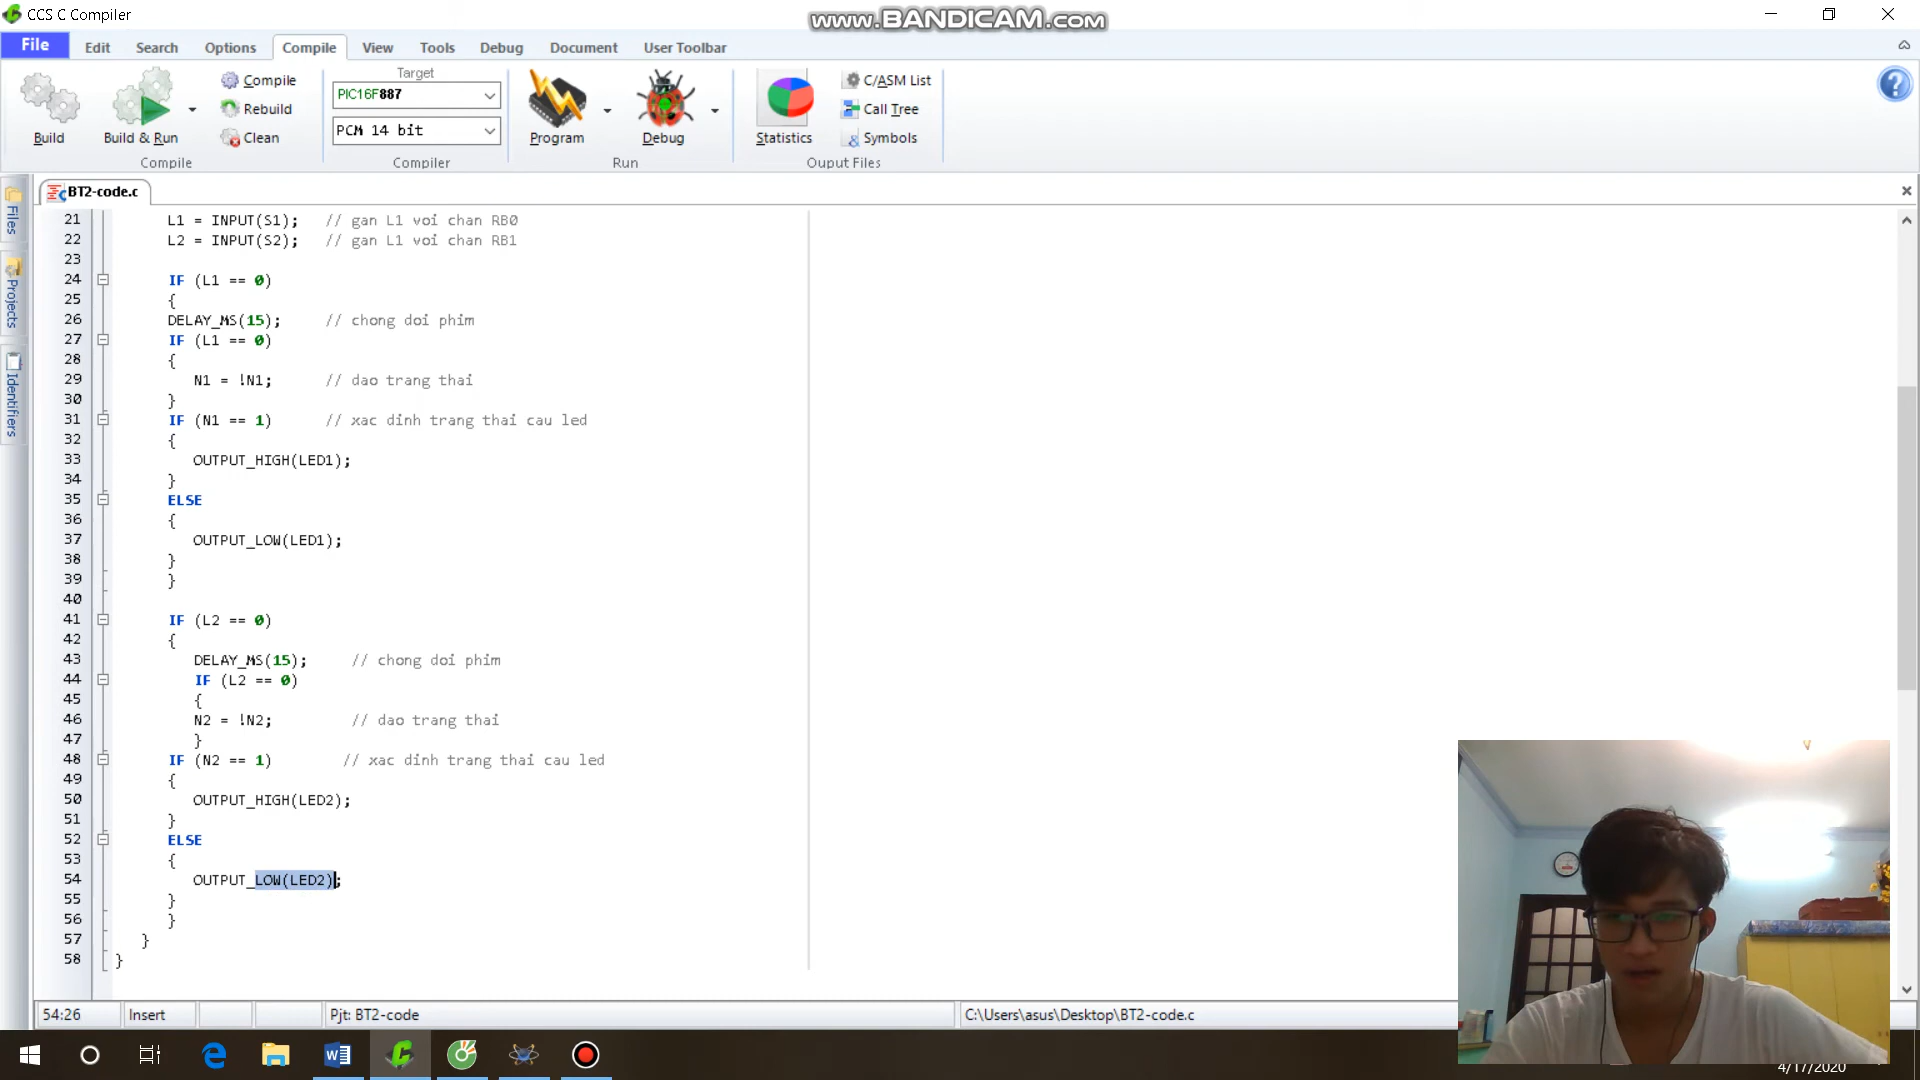 CCS C Compiler
www.BANDICAM.com
File Edit Search Options Compile View Tools Debug Document User Toolbar
Build
Build & Run
Compile
Rebuild
Clean
Compile
Target
PIC16F887
PCM 14 bit
Compiler
Program
Debug
Run
Statistics
C/ASM List
Call Tree
Symbols
Ouput Files
Files
Projects
Identifiers
BT2-code.c
21 L1 = INPUT(S1); // gan L1 voi chan RB0
22 L2 = INPUT(S2); // gan L1 voi chan RB1
23
24 IF (L1 == 0)
25 {
26 DELAY_MS(15); // chong doi phim
27 IF (L1 == 0)
28 {
29 N1 = !N1; // dao trang thai
30 }
31 IF (N1 == 1) // xac dinh trang thai cau led
32 {
33 OUTPUT_HIGH(LED1);
34 }
35 ELSE
36 {
37 OUTPUT_LOW(LED1);
38 }
39 }
40
41 IF (L2 == 0)
42 {
43 DELAY_MS(15); // chong doi phim
44 IF (L2 == 0)
45 {
46 N2 = !N2; // dao trang thai
47 }
48 IF (N2 == 1) // xac dinh trang thai cau led
49 {
50 OUTPUT_HIGH(LED2);
51 }
52 ELSE
53 {
54 OUTPUT_LOW(LED2);
55 }
56 }
57 }
58 }
54:26 Insert Pjt: BT2-code C:\Users\asus\Desktop\BT2-code.c
4/17/2020